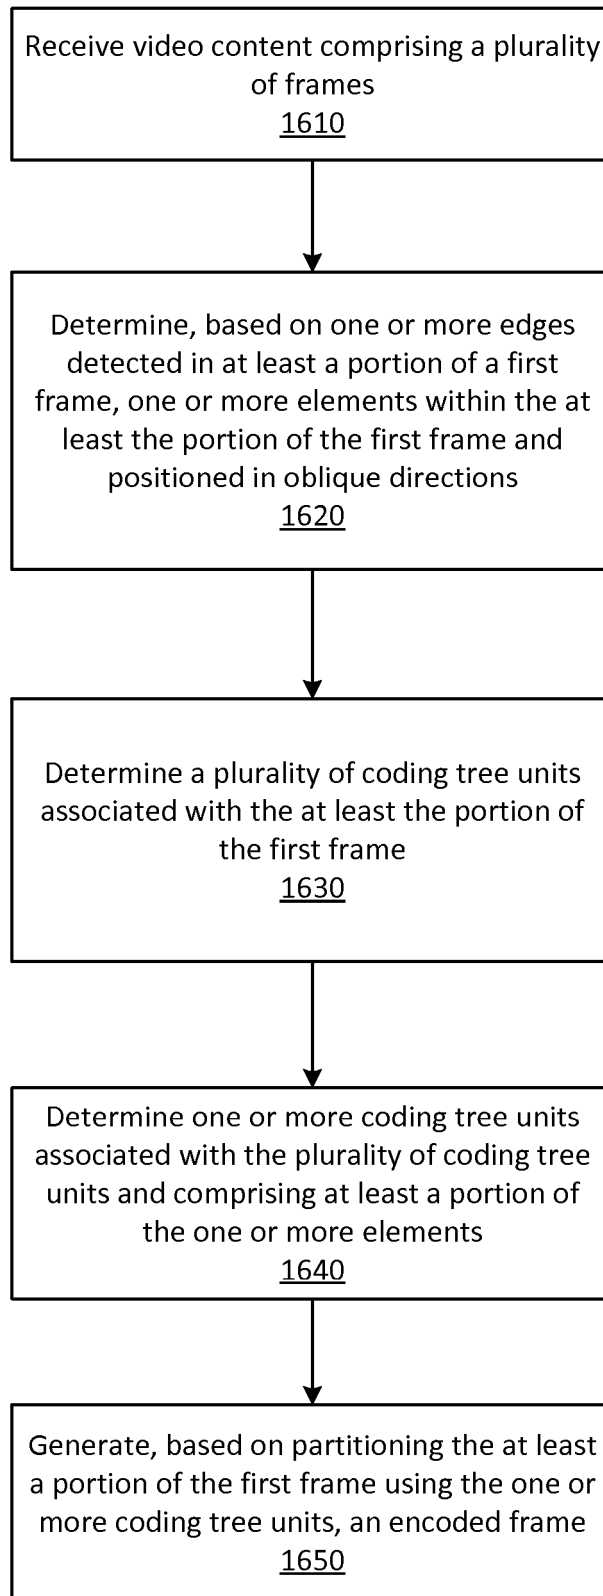 Receive video content comprising a plurality
of frames
1610
Determine, based on one or more edges
detected in at least a portion of a first
frame, one or more elements within the at
least the portion of the first frame and
positioned in oblique directions
1620
Determine a plurality of coding tree units
associated with the at least the portion of
the first frame
1630
Determine one or more coding tree units
associated with the plurality of coding tree
units and comprising at least a portion of
the one or more elements
1640
Generate, based on partitioning the at least
a portion of the first frame using the one or
more coding tree units, an encoded frame
1650